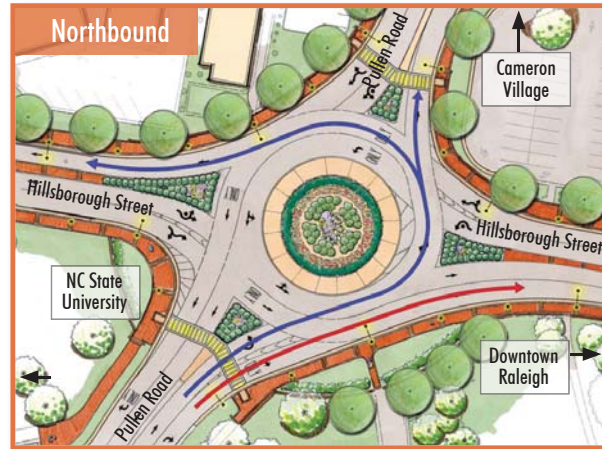 Northbound
Pullen Road
Cameron
Village
Hillsborough Street
Hillsborough Street
NC State
University
Downtown
Raleigh
Pullen Road